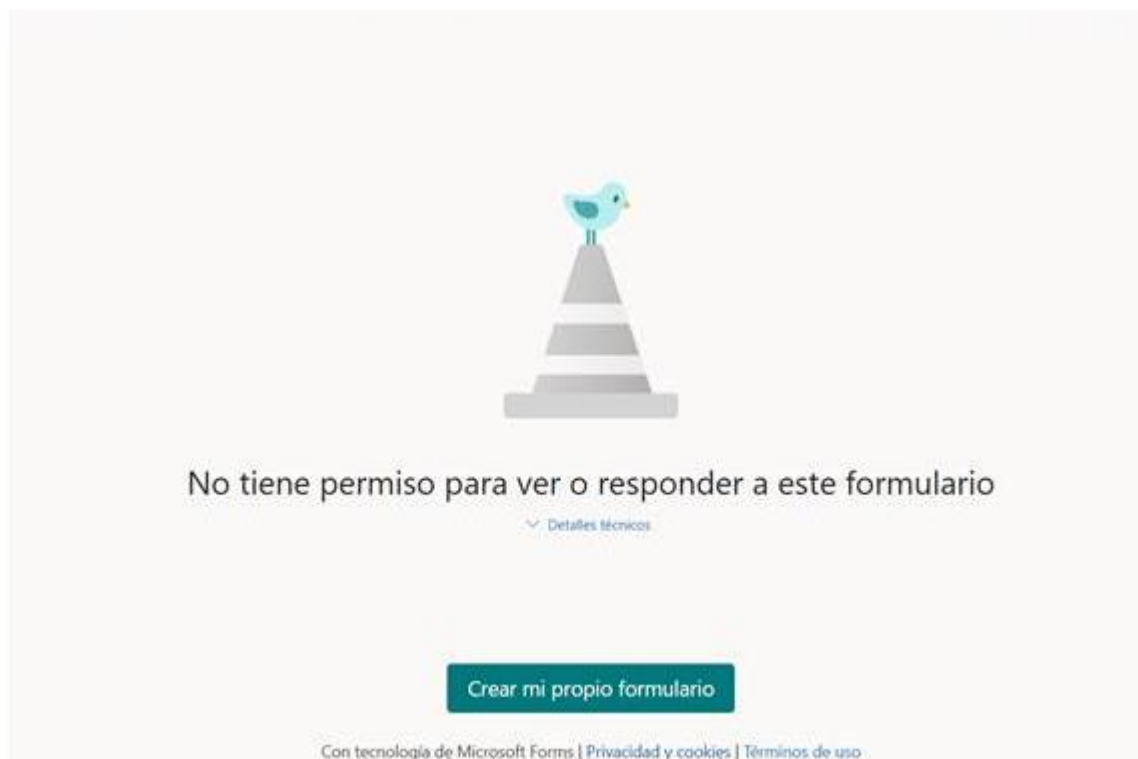 No tiene permiso para ver o responder a este formulario
Detalles técnicos
Crear mi propio formulario
Con tecnología de Microsoft Forms | Privacidad y cookies | Términos de uso